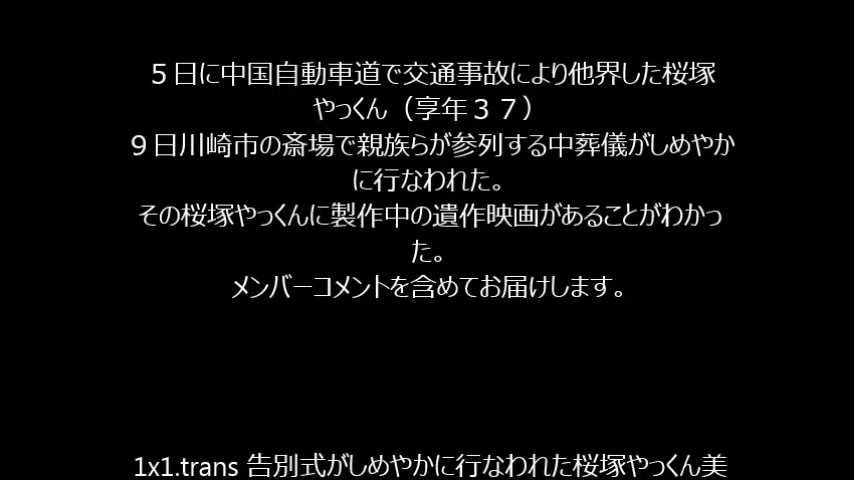 ５日に中国自動車道で交通事故により他界した桜塚
やっくん（享年３７）
９日川崎市の斎場で親族らが参列する中葬儀がしめやか
に行なわれた。
その桜塚やっくんに製作中の遺作映画があることがわかっ
た。
メンバーコメントを含めてお届けします。
1x1.trans 告別式がしめやかに行なわれた桜塚やっくん美